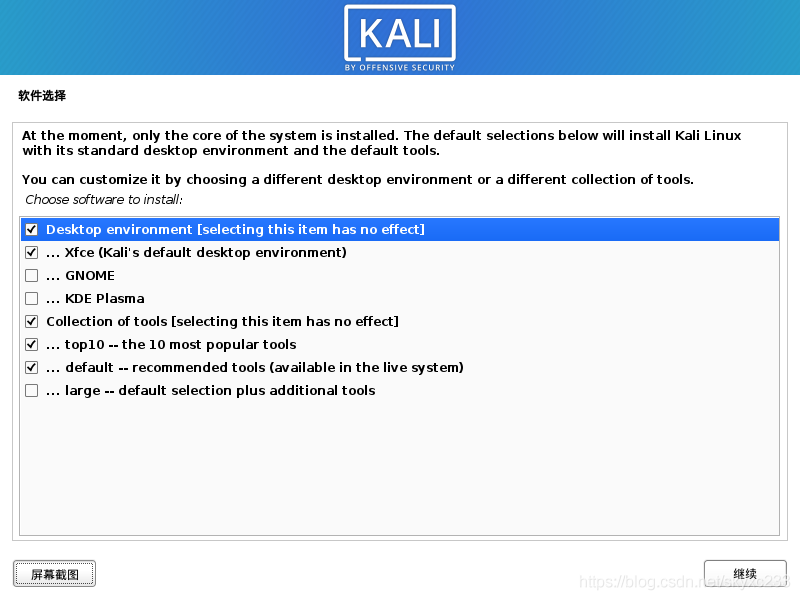 KALI
BY OFFENSIVE SECURITY
软件选择
At the moment, only the core of the system is installed. The default selections below will install Kali Linux
with its standard desktop environment and the default tools.
You can customize it by choosing a different desktop environment or a different collection of tools.
Choose software to install:
Desktop environment [selecting this item has no effect]
... Xfce (Kali's default desktop environment)
... GNOME
... KDE Plasma
Collection of tools [selecting this item has no effect]
... top10 -- the 10 most popular tools
... default -- recommended tools (available in the live system)
... large -- default selection plus additional tools
屏幕截图
继续